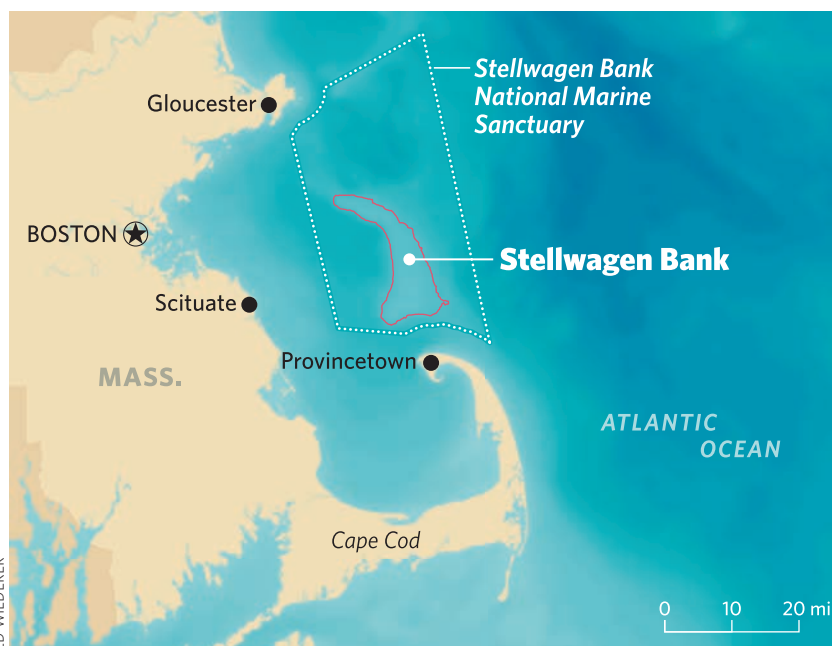 Stellwagen Bank
National Marine
Sanctuary
Gloucester
BOSTON
Stellwagen Bank
Scituate
Provincetown
MASS.
ATLANTIC
OCEAN
Cape Cod
0 10 20 mi